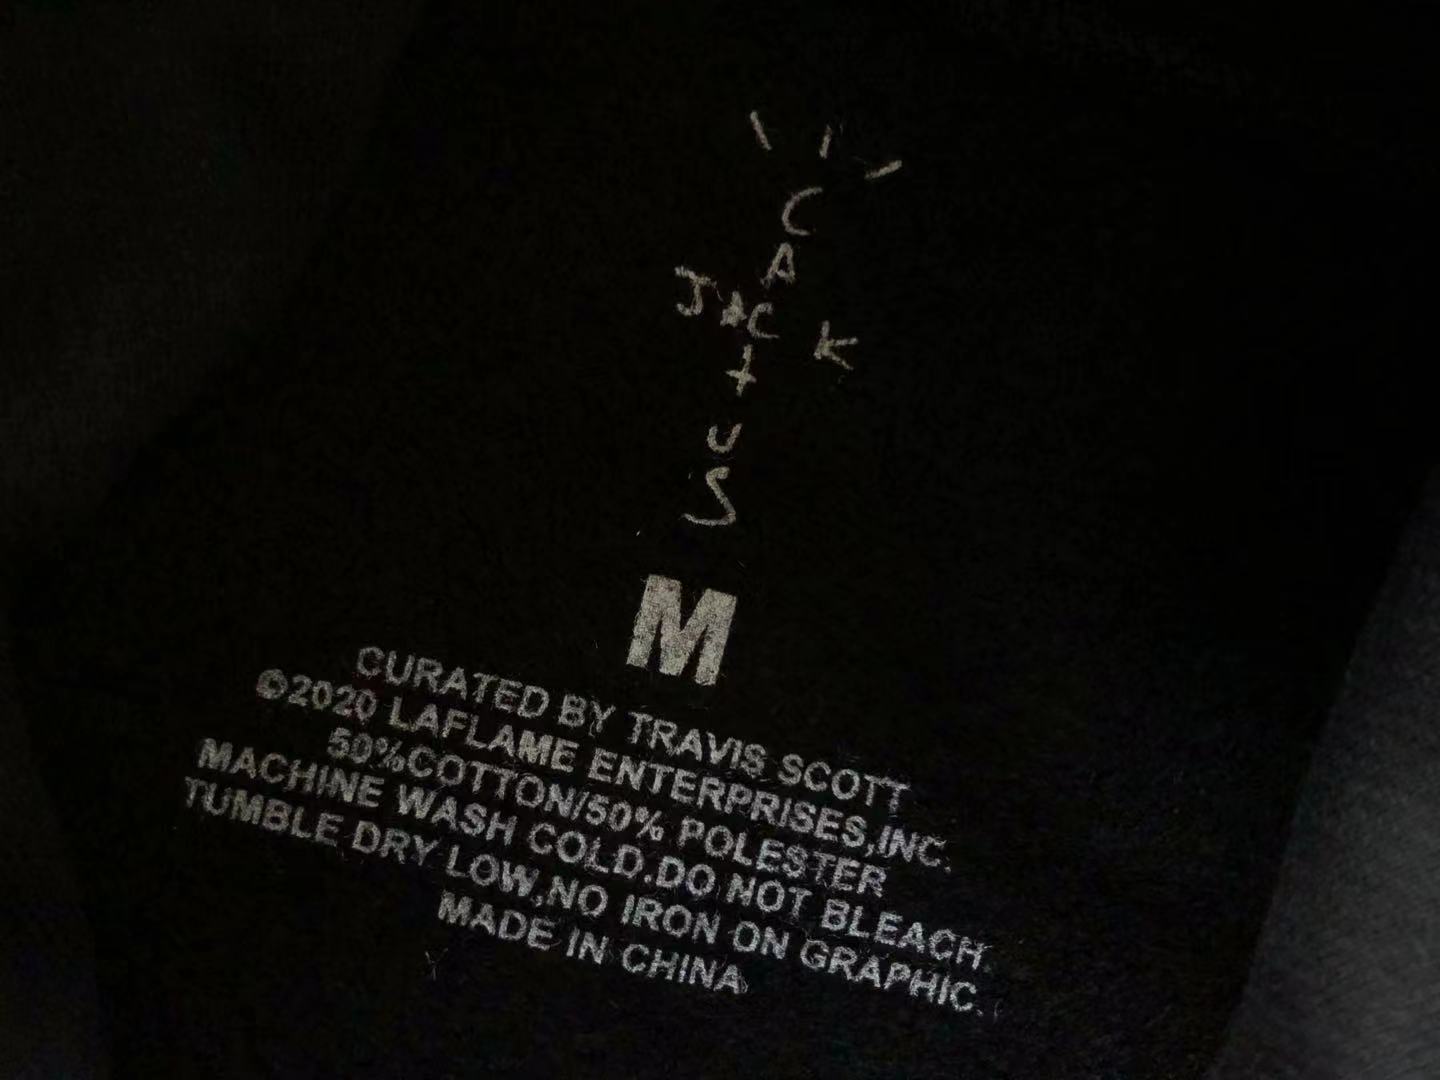 C
A
JACK
t
U
S
M
CURATED BY TRAVIS SCOTT
©2020 LAFLAME ENTERPRISES,INC.
50%COTTON/50% POLESTER
MACHINE WASH COLD.DO NOT BLEACH.
TUMBLE DRY LOW,NO IRON ON GRAPHIC.
MADE IN CHINA